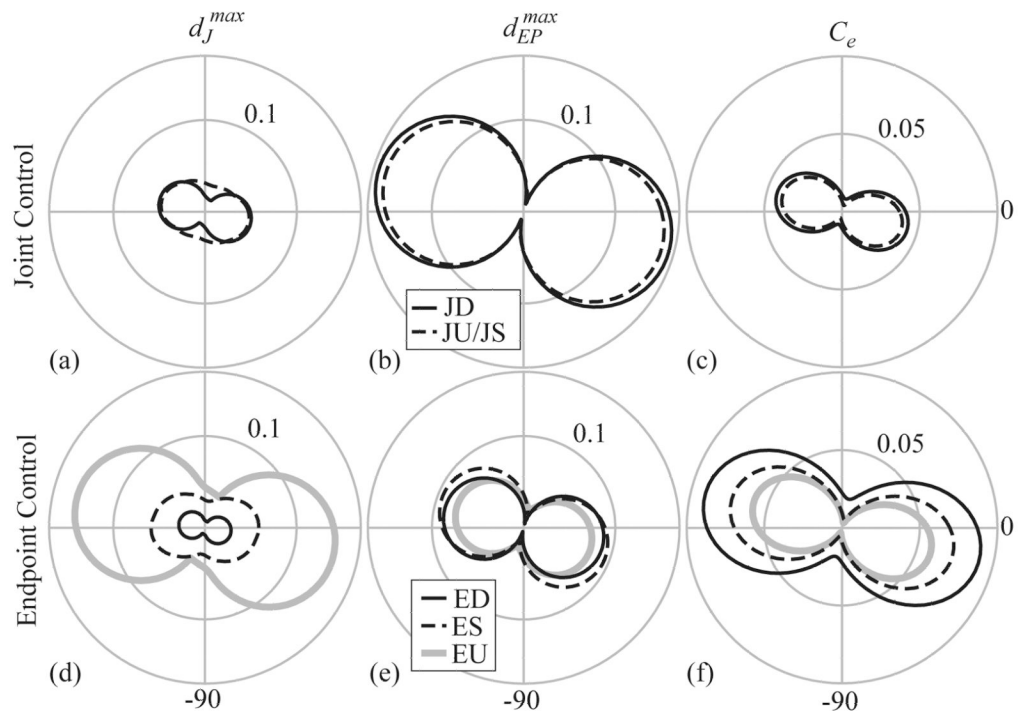 d_J^max
d_EP^max
C_e
Joint Control
0.1
0.1
0.05
0
JD
JU/JS
(a)
(b)
(c)
Endpoint Control
0.1
0.1
0.05
0
ED
ES
EU
(d)
(e)
(f)
-90
-90
-90